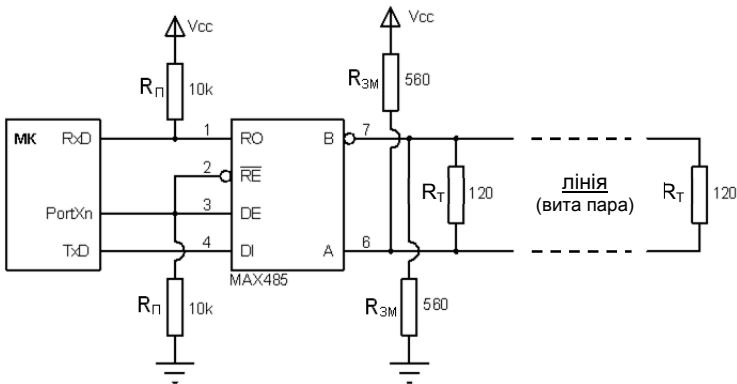 Vcc
Vcc
RП 10k
RЗМ 560
МК RxD
1 RO
B 7
2 RE
PortXn
3 DE
RТ 120
лінія
(вита пара)
RТ 120
TxD
4 DI
A 6
MAX485
RП 10k
RЗМ 560